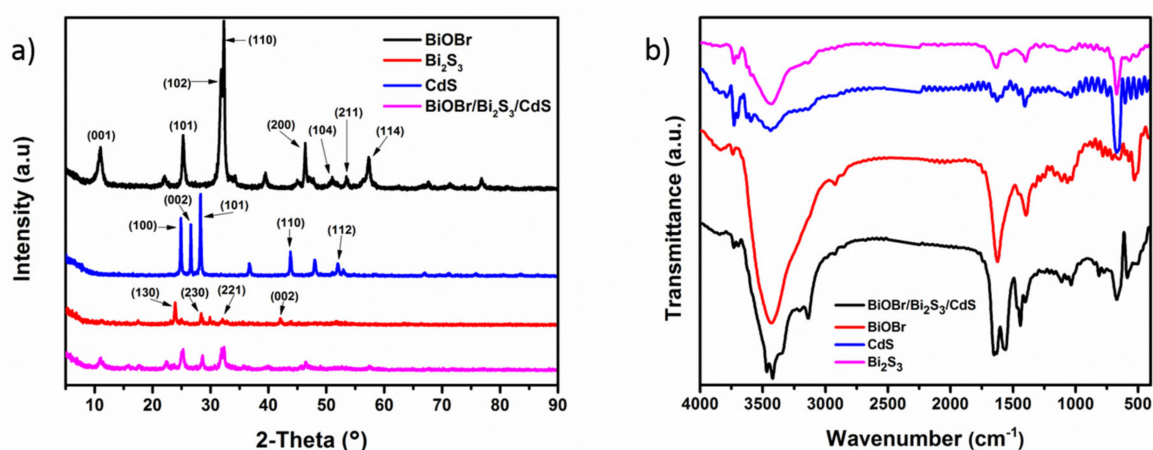 a)
Intensity (a.u)
BiOBr
Bi₂S₃
CdS
BiOBr/Bi₂S₃/CdS
(001)
(101)
(102)
(110)
(200)
(104)
(211)
(114)
(100)
(002)
(101)
(110)
(112)
(130)
(230)
(221)
(002)
10 20 30 40 50 60 70 80 90
2-Theta (°)
b)
Transmittance (a.u.)
BiOBr/Bi₂S₃/CdS
BiOBr
CdS
Bi₂S₃
4000 3500 3000 2500 2000 1500 1000 500
Wavenumber (cm⁻¹)